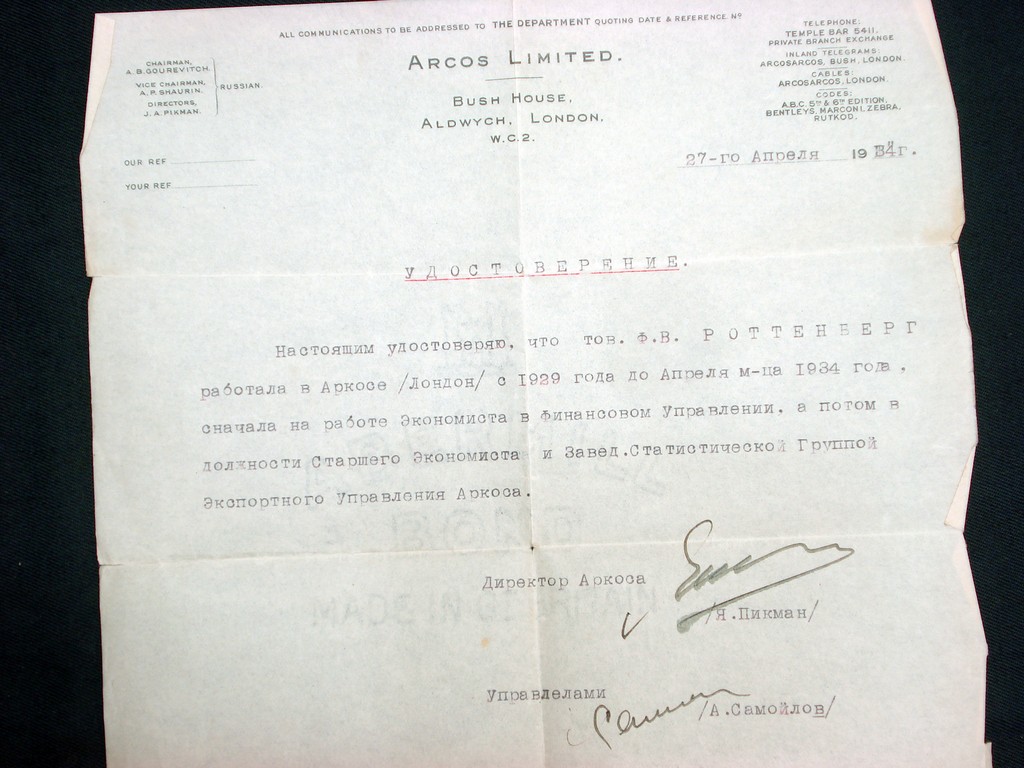 ALL COMMUNICATIONS TO BE ADDRESSED TO THE DEPARTMENT QUOTING DATE & REFERENCE Nº
ARCOS LIMITED.
BUSH HOUSE,
ALDWYCH, LONDON,
W.C.2.
CHAIRMAN,
A.B.GOUREVITCH.
VICE CHAIRMAN,
A.P.SHAURIN.
DIRECTORS,
J.A.PIKMAN.
RUSSIAN.
TELEPHONE:
TEMPLE BAR 5411.
PRIVATE BRANCH EXCHANGE
INLAND TELEGRAMS:
ARCOSARCOS, BUSH, LONDON.
CABLES:
ARCOSARCOS, LONDON.
CODES:
A.B.C. 5TH & 6TH EDITION,
BENTLEYS, MARCONI, ZEBRA,
RUTKOD.
OUR REF
YOUR REF
27-го Апреля 1934г.
УДОСТОВЕРЕНИЕ.
Настоящим удостоверяю, что тов. Ф.В. РОТТЕНБЕРГ
работала в Аркосе /Лондон/ с 1929 года до Апреля м-ца 1934 года,
сначала на работе Экономиста в Финансовом Управлении, а потом в
должности Старшего Экономиста и Завед.Статистической Группой
Экспортного Управления Аркоса.
Директор Аркоса
/Я.Пикман/
Управделами
/А.Самойлов/